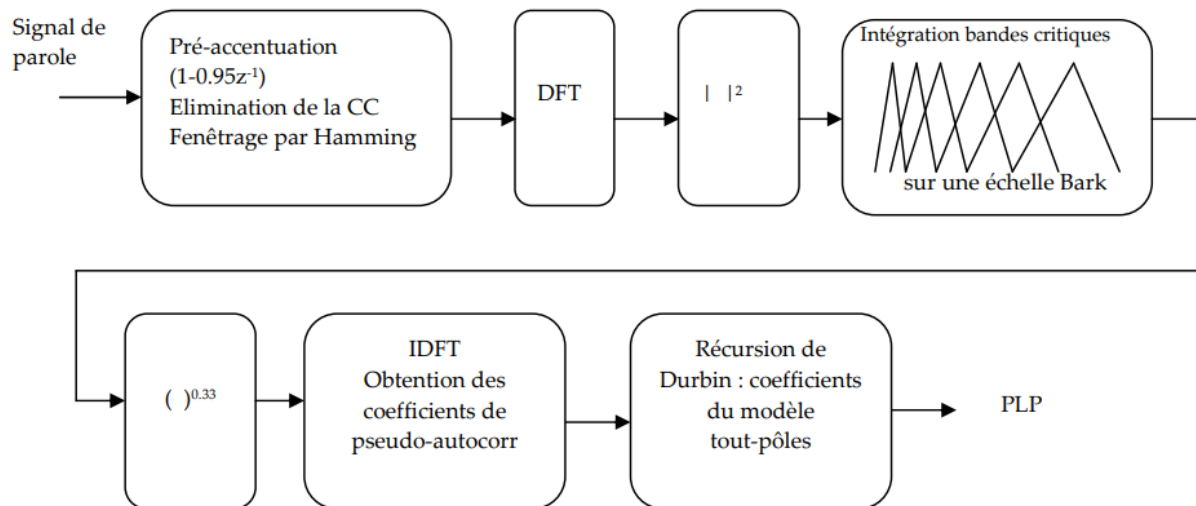 Signal de
parole
Pré-accentuation
(1-0.95z⁻¹)
Elimination de la CC
Fenêtrage par Hamming
DFT
| |²
Intégration bandes critiques
sur une échelle Bark
( )⁰·³³
IDFT
Obtention des
coefficients de
pseudo-autocorr
Récursion de
Durbin : coefficients
du modèle
tout-pôles
PLP